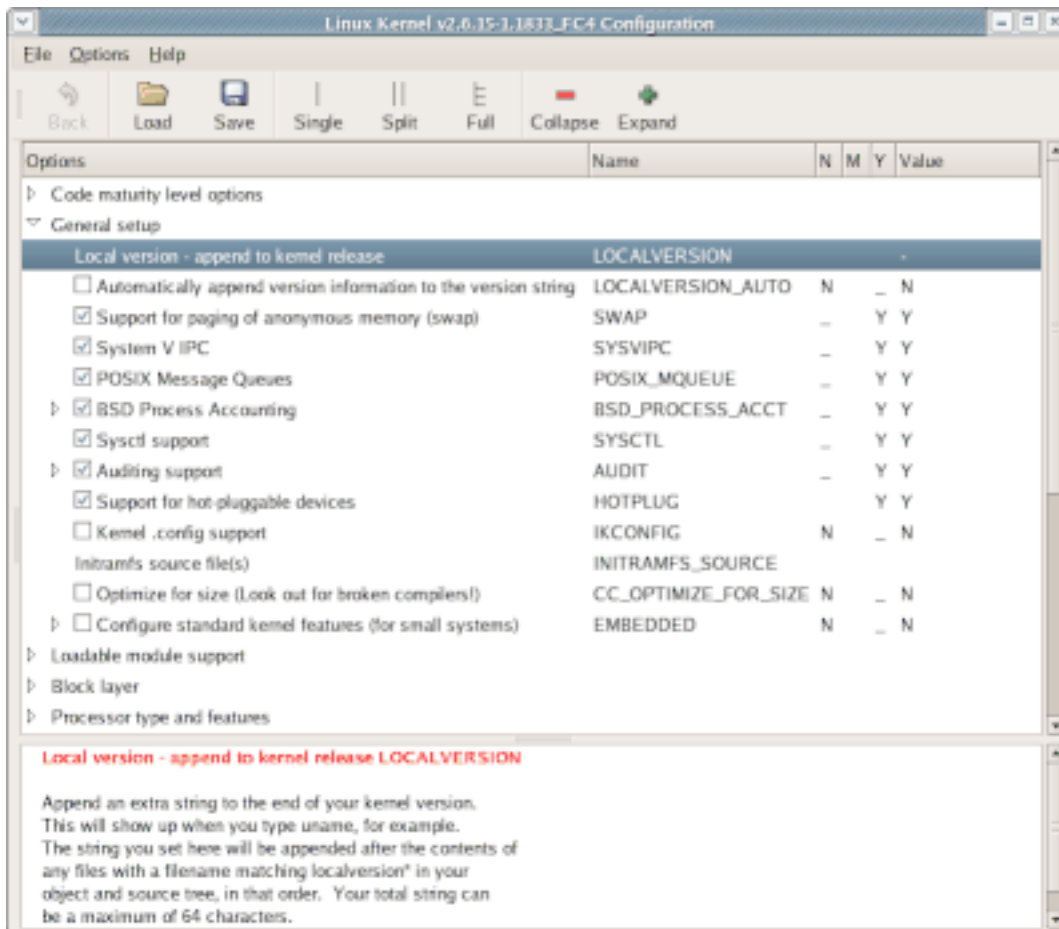 Linux Kernel v2.6.15-1.1833_FC4 Configuration
File Options Help
Back Load Save Single Split Full Collapse Expand
Options Name N M Y Value
Code maturity level options
General setup
Local version - append to kernel release LOCALVERSION -
Automatically append version information to the version string LOCALVERSION_AUTO N _ N
Support for paging of anonymous memory (swap) SWAP _ Y Y
System V IPC SYSVIPC _ Y Y
POSIX Message Queues POSIX_MQUEUE _ Y Y
BSD Process Accounting BSD_PROCESS_ACCT _ Y Y
Sysctl support SYSCTL _ Y Y
Auditing support AUDIT _ Y Y
Support for hot-pluggable devices HOTPLUG Y Y
Kernel .config support IKCONFIG N _ N
Initramfs source file(s) INITRAMFS_SOURCE
Optimize for size (Look out for broken compilers!) CC_OPTIMIZE_FOR_SIZE N _ N
Configure standard kernel features (for small systems) EMBEDDED N _ N
Loadable module support
Block layer
Processor type and features
Local version - append to kernel release LOCALVERSION
Append an extra string to the end of your kernel version.
This will show up when you type uname, for example.
The string you set here will be appended after the contents of
any files with a filename matching localversion* in your
object and source tree, in that order. Your total string can
be a maximum of 64 characters.